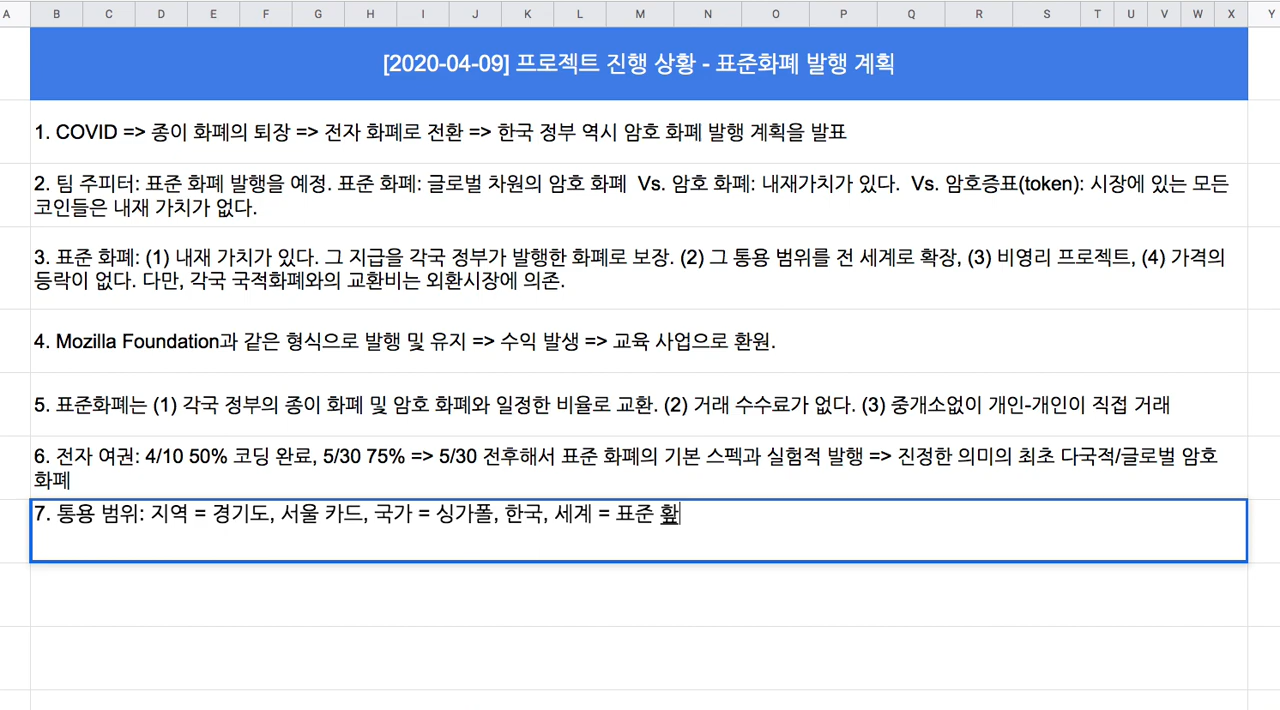 A B C D E F G H I J K L M N O P Q R S T U V W X Y
[2020-04-09] 프로젝트 진행 상황 - 표준화폐 발행 계획
1. COVID => 종이 화폐의 퇴장 => 전자 화폐로 전환 => 한국 정부 역시 암호 화폐 발행 계획을 발표
2. 팀 주피터: 표준 화폐 발행을 예정. 표준 화폐: 글로벌 차원의 암호 화폐 Vs. 암호 화폐: 내재가치가 있다. Vs. 암호증표(token): 시장에 있는 모든
코인들은 내재 가치가 없다.
3. 표준 화폐: (1) 내재 가치가 있다. 그 지급을 각국 정부가 발행한 화폐로 보장. (2) 그 통용 범위를 전 세계로 확장, (3) 비영리 프로젝트, (4) 가격의
등락이 없다. 다만, 각국 국적화폐와의 교환비는 외환시장에 의존.
4. Mozilla Foundation과 같은 형식으로 발행 및 유지 => 수익 발생 => 교육 사업으로 환원.
5. 표준화폐는 (1) 각국 정부의 종이 화폐 및 암호 화폐와 일정한 비율로 교환. (2) 거래 수수료가 없다. (3) 중개소없이 개인-개인이 직접 거래
6. 전자 여권: 4/10 50% 코딩 완료, 5/30 75% => 5/30 전후해서 표준 화폐의 기본 스펙과 실험적 발행 => 진정한 의미의 최초 다국적/글로벌 암호
화폐
7. 통용 범위: 지역 = 경기도, 서울 카드, 국가 = 싱가폴, 한국, 세계 = 표준 홮